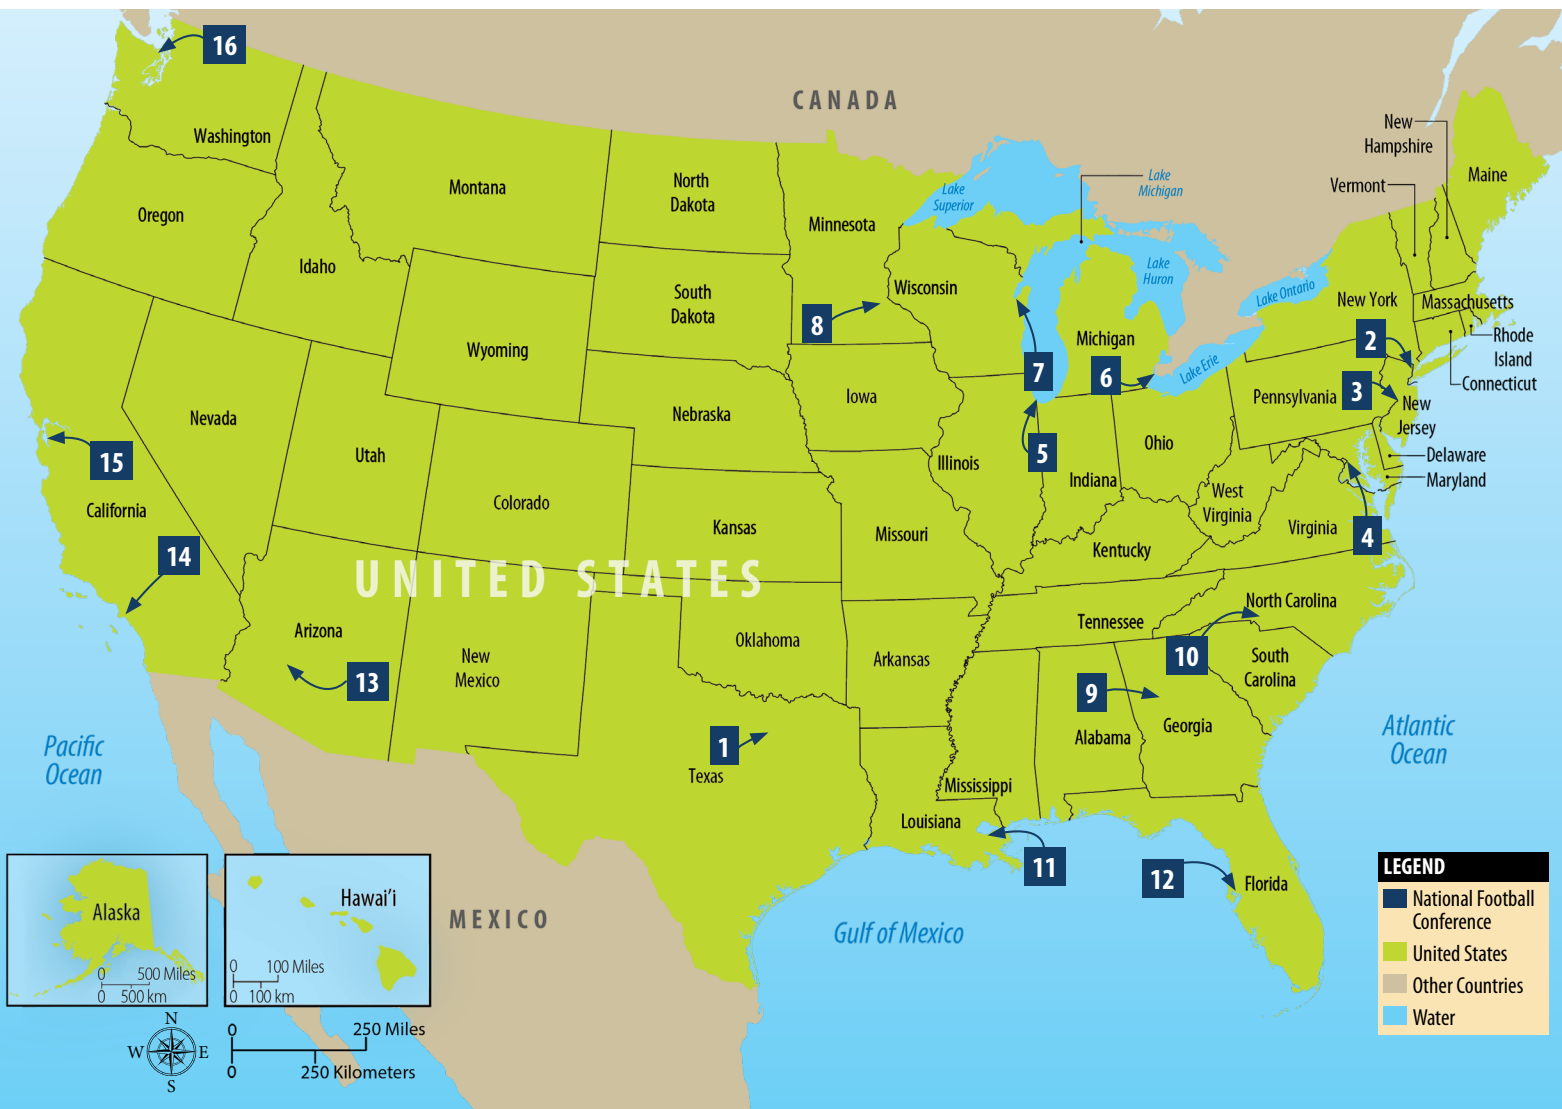 16
CANADA
Washington
Montana
North
Dakota
Minnesota
Lake
Superior
Lake
Michigan
New
Hampshire
Vermont
Maine
Oregon
Idaho
South
Dakota
Wisconsin
Lake
Huron
Lake Ontario
New York
Massachusetts
8
Wyoming
Michigan
2
Rhode
Island
Lake Erie
7
6
Connecticut
3
Pennsylvania
New
Jersey
Nevada
Nebraska
Iowa
Ohio
15
Utah
5
Illinois
Indiana
Delaware
Maryland
California
Colorado
Kansas
Missouri
West
Virginia
Virginia
4
14
Kentucky
UNITED STATES
Arizona
New
Mexico
Oklahoma
Arkansas
Tennessee
North Carolina
13
10
South
Carolina
9
1
Texas
Alabama
Georgia
Mississippi
Louisiana
Pacific
Ocean
Atlantic
Ocean
11
12
Florida
Gulf of Mexico
MEXICO
Alaska
0 500 Miles
0 500 km
Hawai'i
0 100 Miles
0 100 km
N
W E
S
0 250 Miles
0 250 Kilometers
LEGEND
National Football
Conference
United States
Other Countries
Water